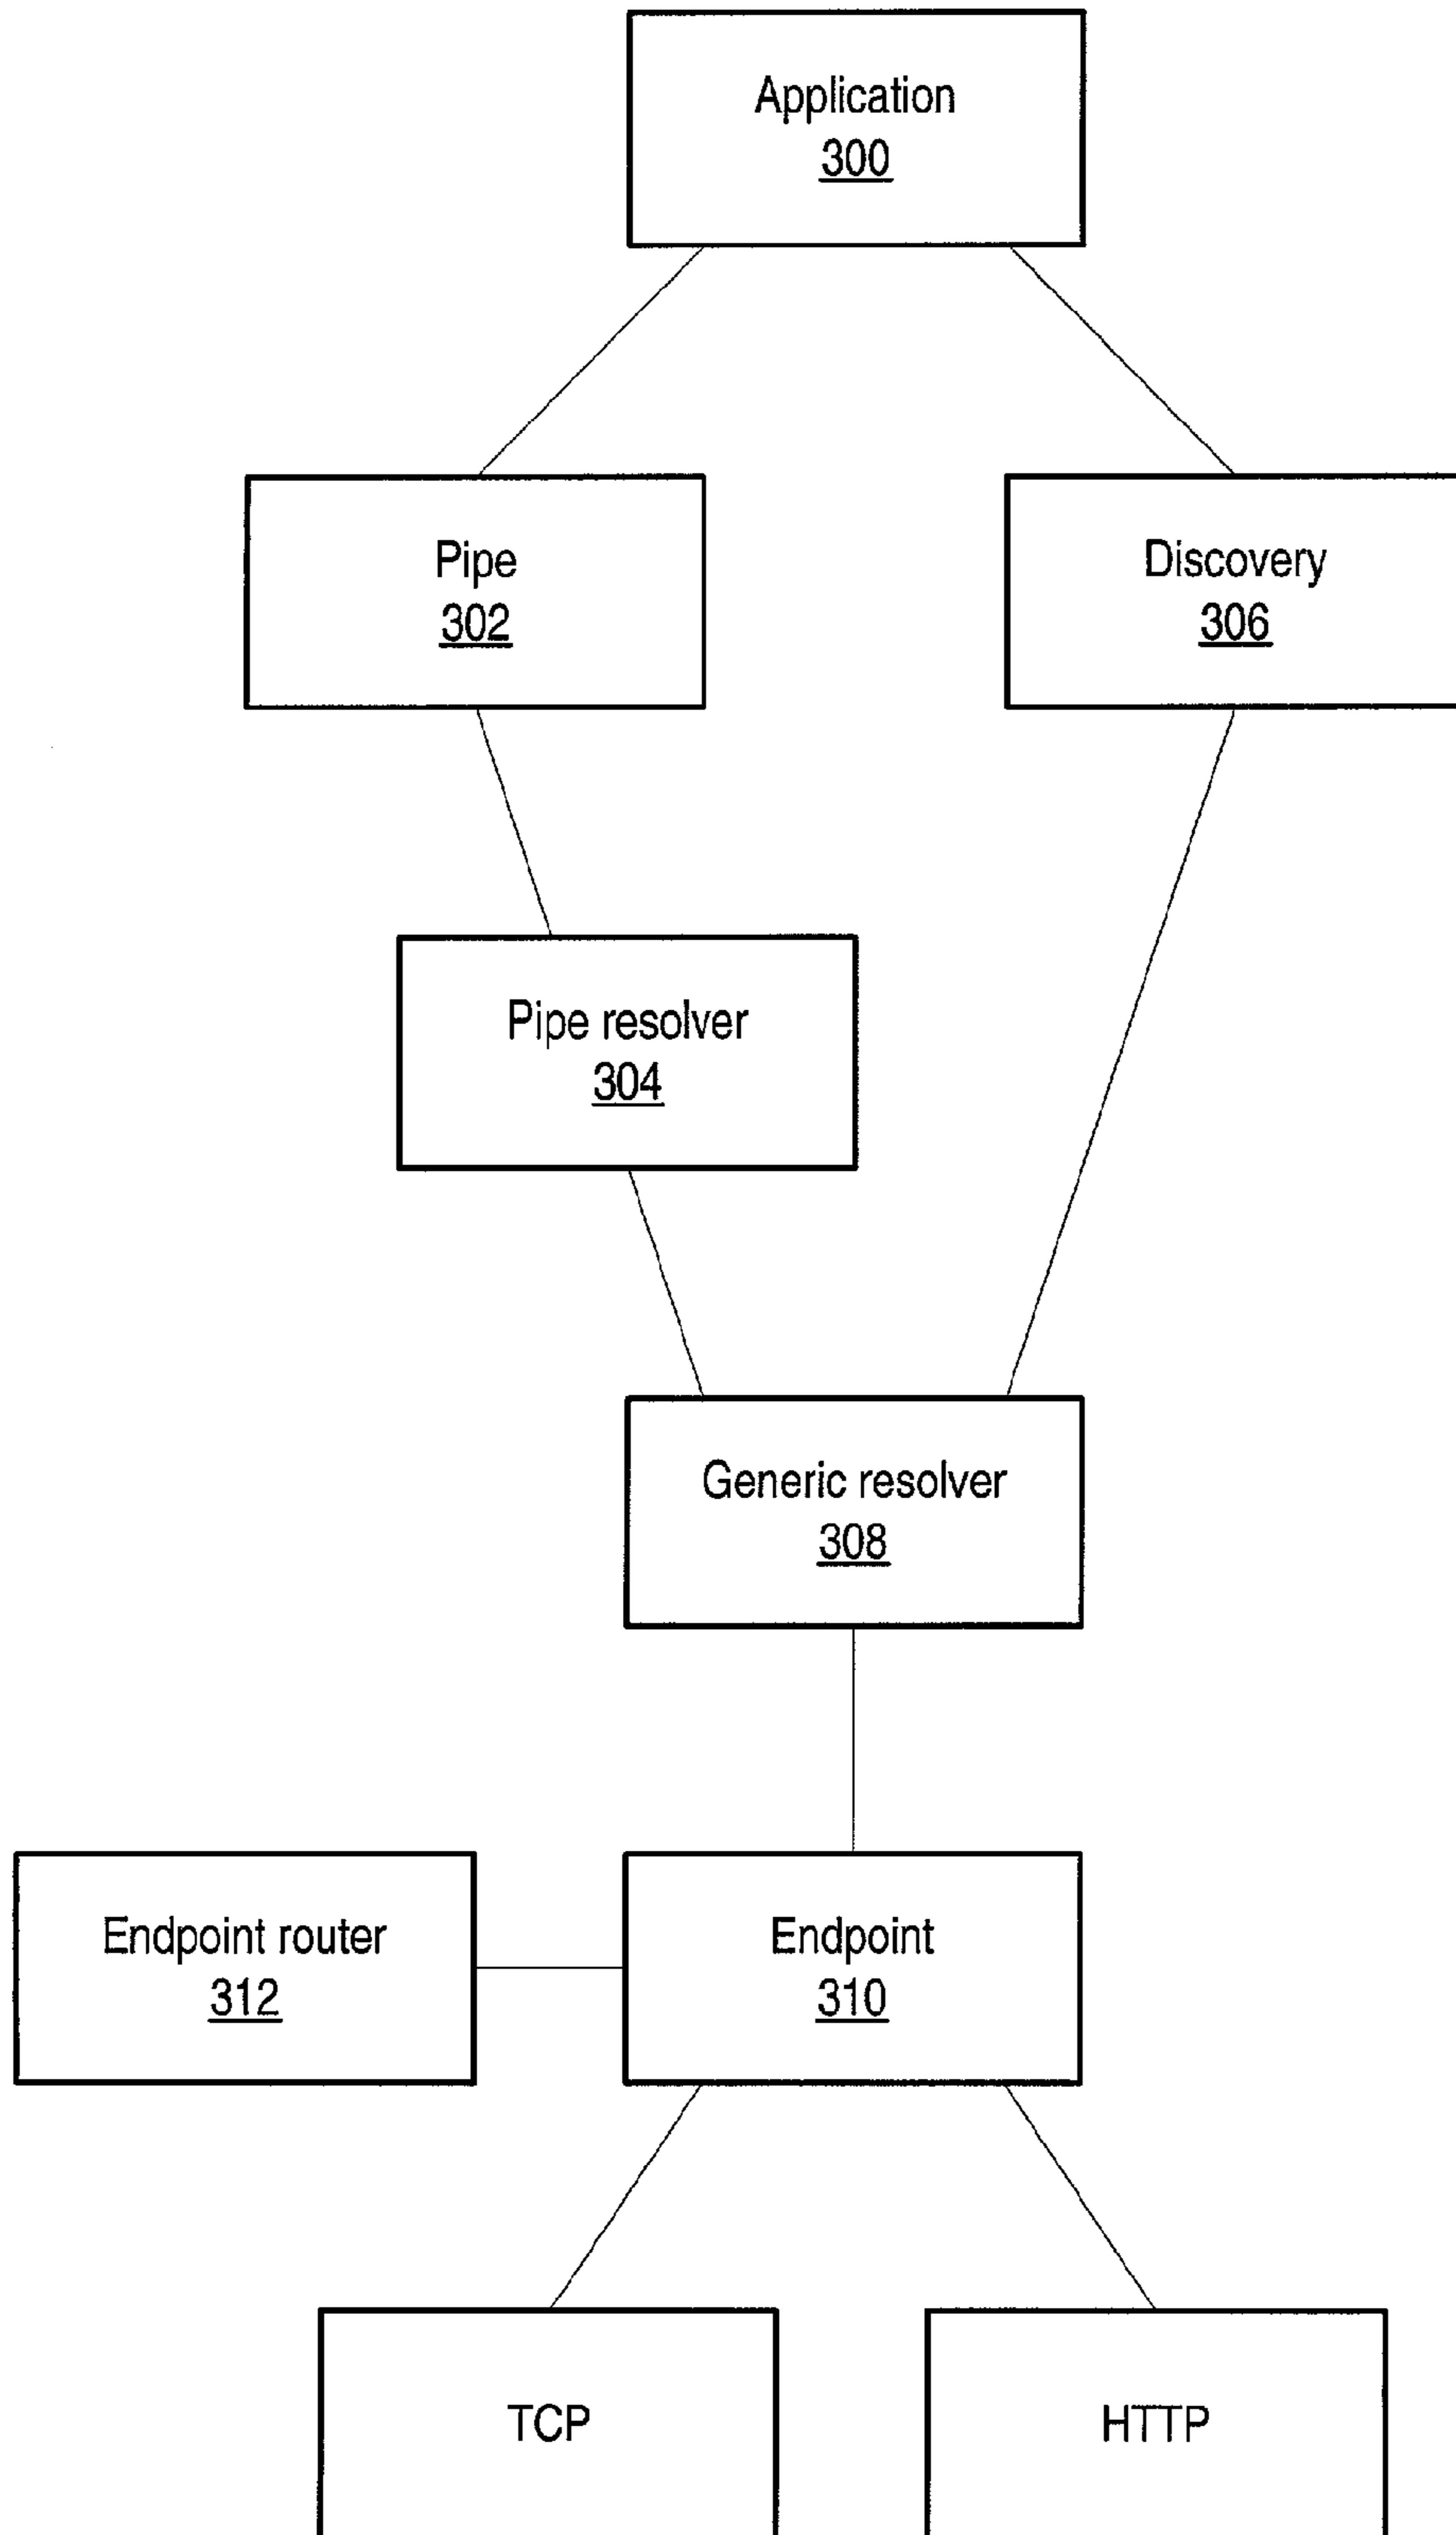 Application
300
Pipe
302
Discovery
306
Pipe resolver
304
Generic resolver
308
Endpoint router
312
Endpoint
310
TCP
HTTP